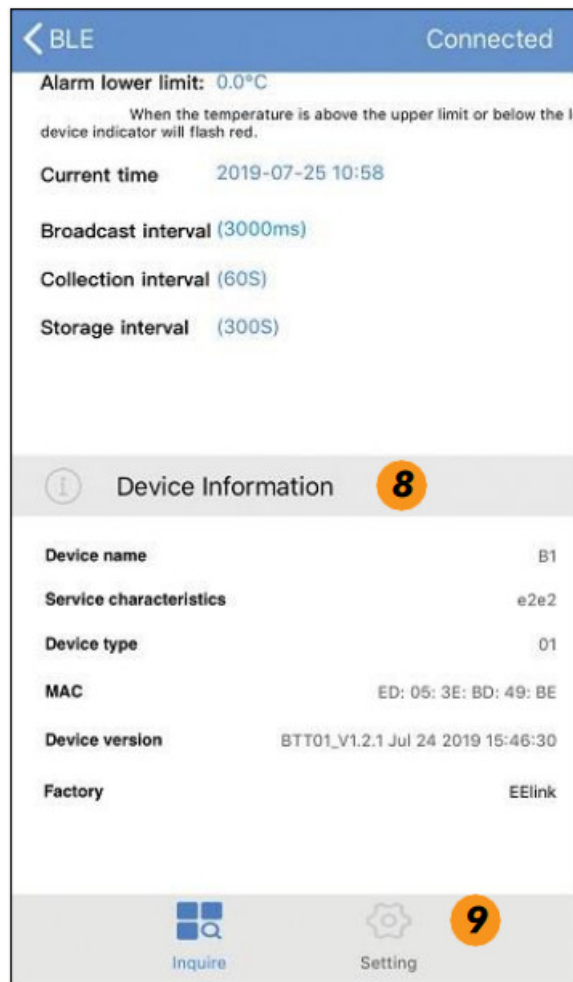 BLE Connected
Alarm lower limit: 0.0°C
When the temperature is above the upper limit or below the
device indicator will flash red.
Current time 2019-07-25 10:58
Broadcast interval (3000ms)
Collection interval (60S)
Storage interval (300S)
Device Information 8
Device name B1
Service characteristics e2e2
Device type 01
MAC ED: 05: 3E: BD: 49: BE
Device version BTT01_V1.2.1 Jul 24 2019 15:46:30
Factory EElink
9
Inquire Setting